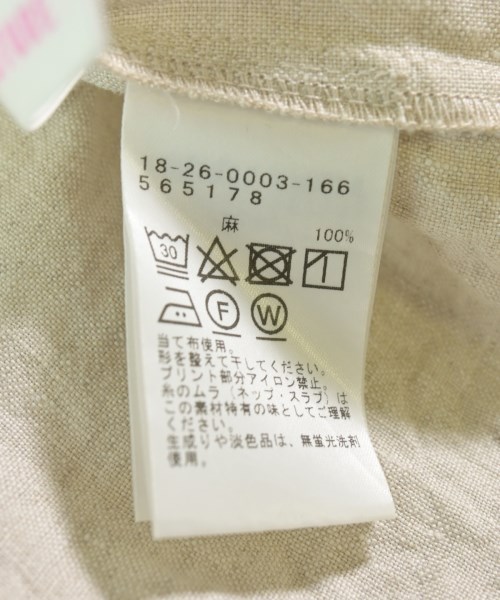 18-26-0003-166
565178
麻 100%
30
F W
当て布使用。
形を整えて干してください。
プリント部分アイロン禁止。
糸のムラ（ネップ・スラブ）は
この素材特有の味としてご理解
ください。
生成りや淡色品は、無蛍光洗剤
使用。